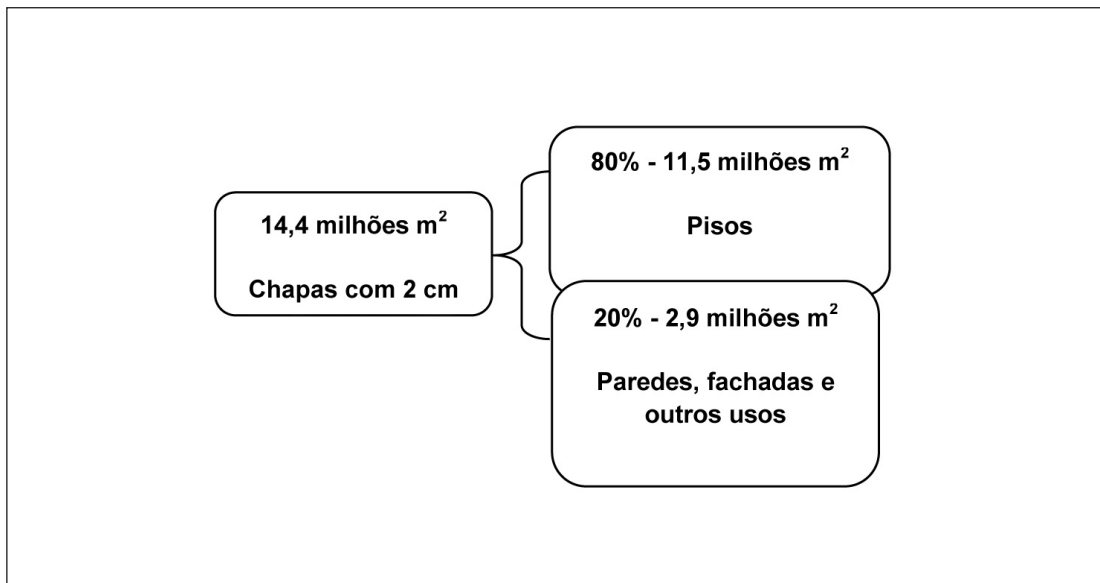 14,4 milhões m²
Chapas com 2 cm
80% - 11,5 milhões m²
Pisos
20% - 2,9 milhões m²
Paredes, fachadas e
outros usos